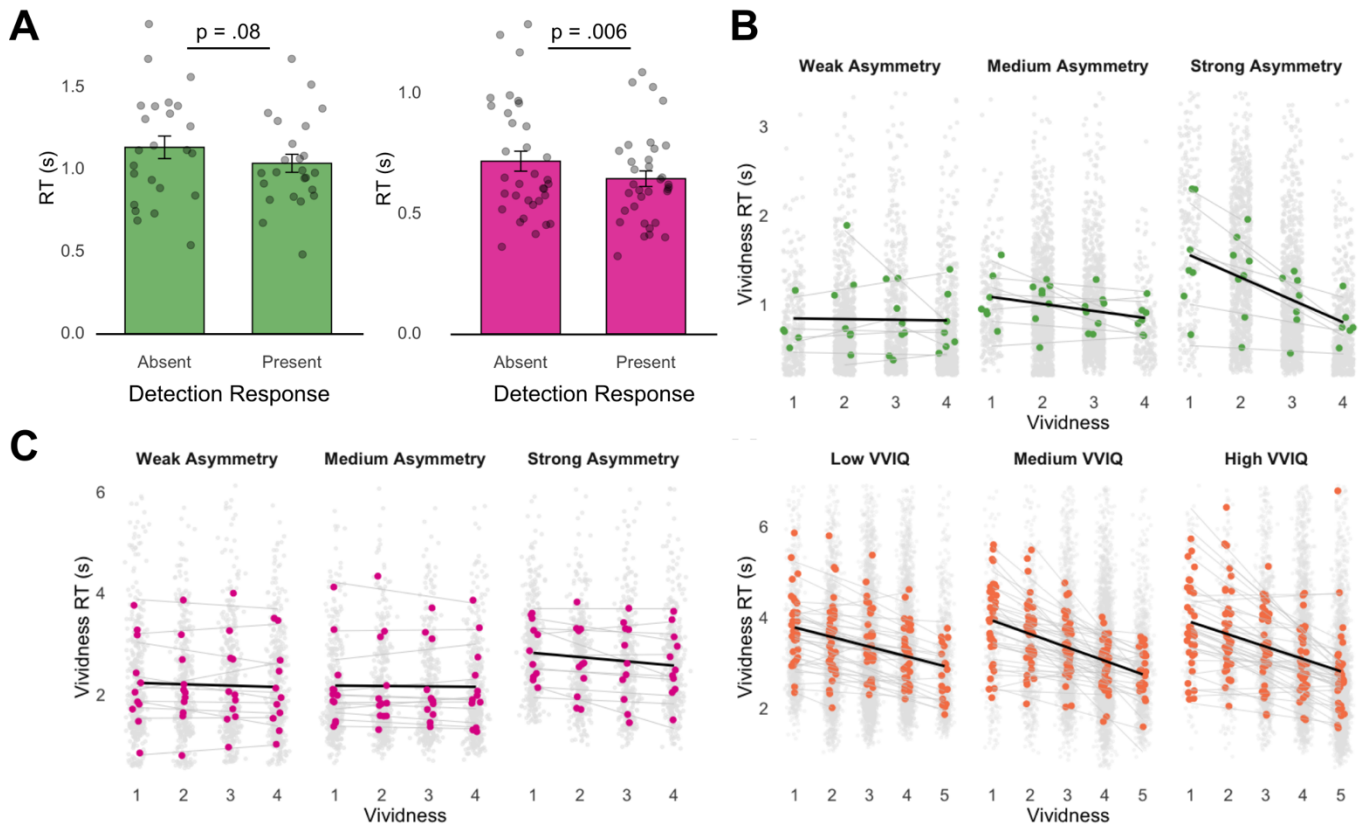 A
p = .08
p = .006
RT (s)
1.5
1.0
0.5
0.0
Absent
Present
Detection Response
RT (s)
1.0
0.5
0.0
Absent
Present
Detection Response
B
Weak Asymmetry
Medium Asymmetry
Strong Asymmetry
Vividness RT (s)
3
2
1
1 2 3 4
1 2 3 4
1 2 3 4
Vividness
C
Weak Asymmetry
Medium Asymmetry
Strong Asymmetry
Vividness RT (s)
6
4
2
1 2 3 4
1 2 3 4
1 2 3 4
Vividness
Low VVIQ
Medium VVIQ
High VVIQ
Vividness RT (s)
6
4
2
1 2 3 4 5
1 2 3 4 5
1 2 3 4 5
Vividness